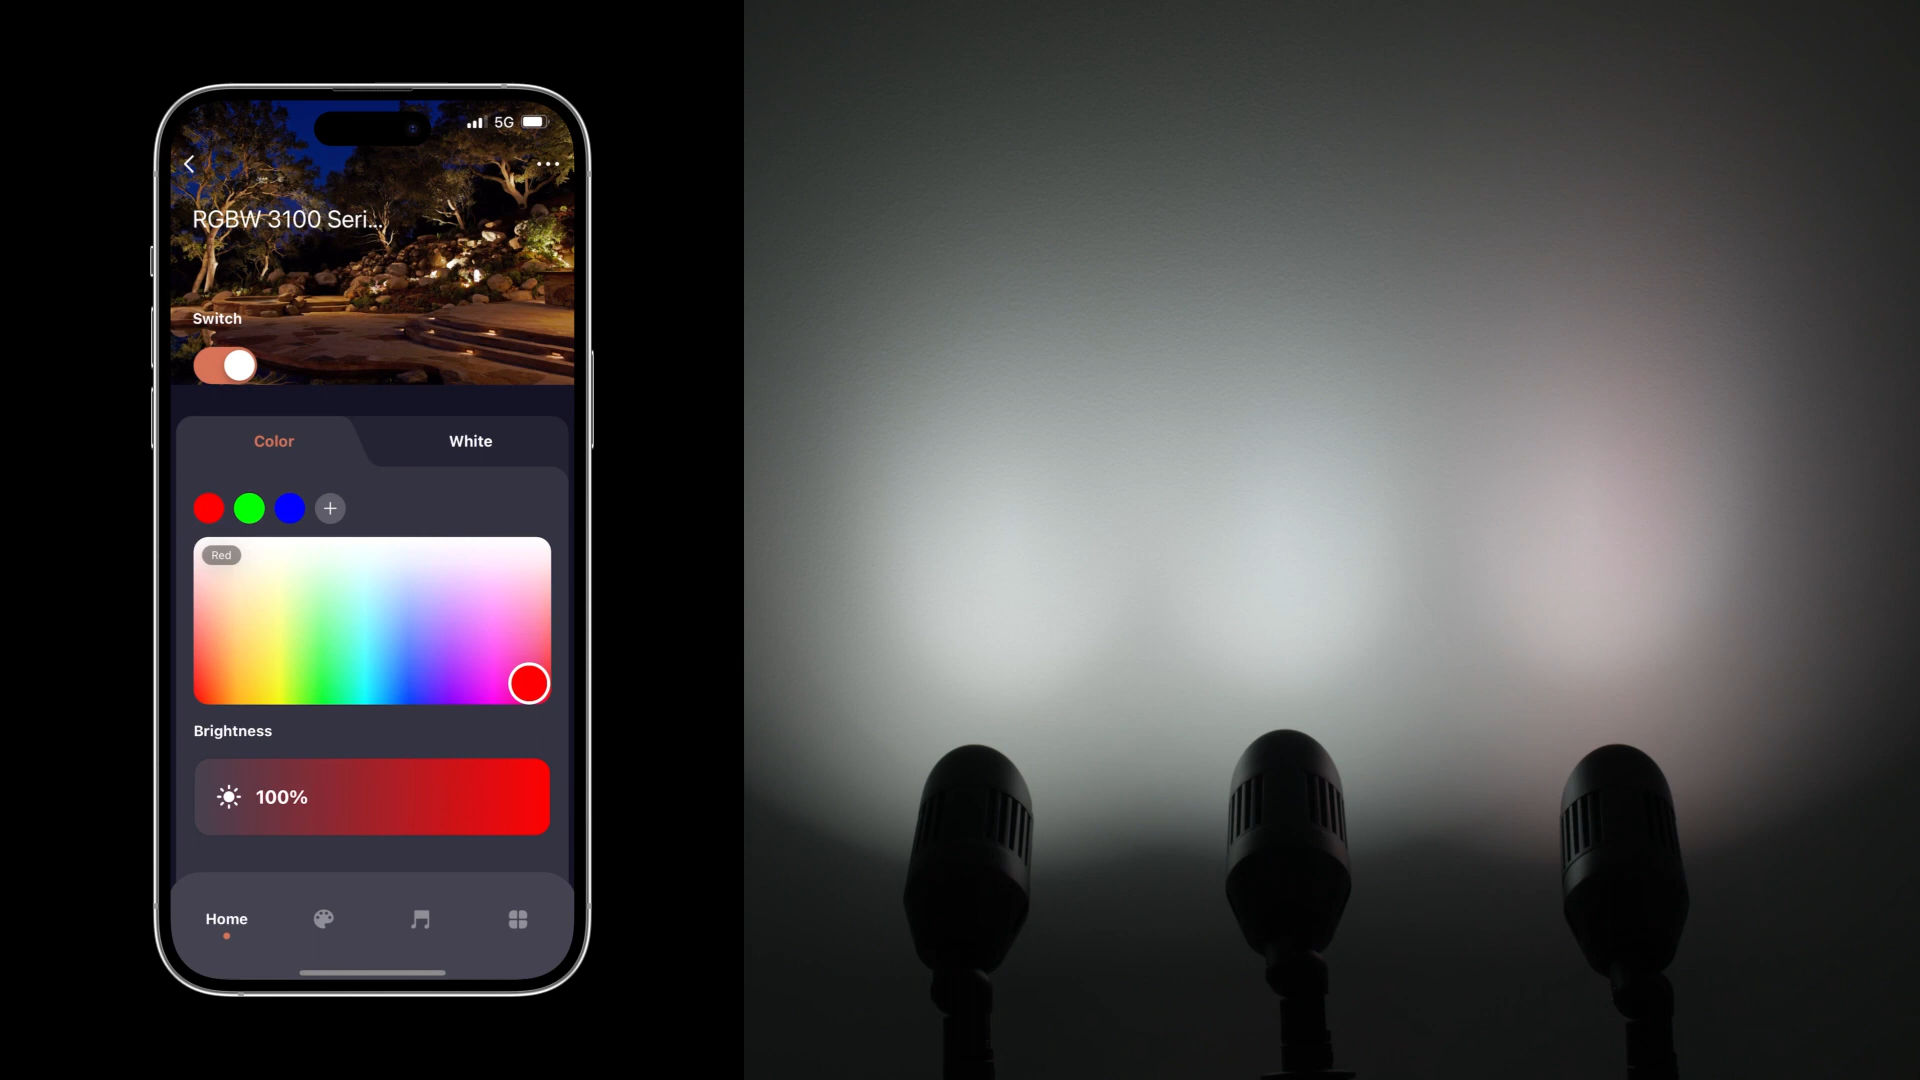 5G
RGBW 3100 Seri...
Switch
Color White
Red
Brightness
100%
Home